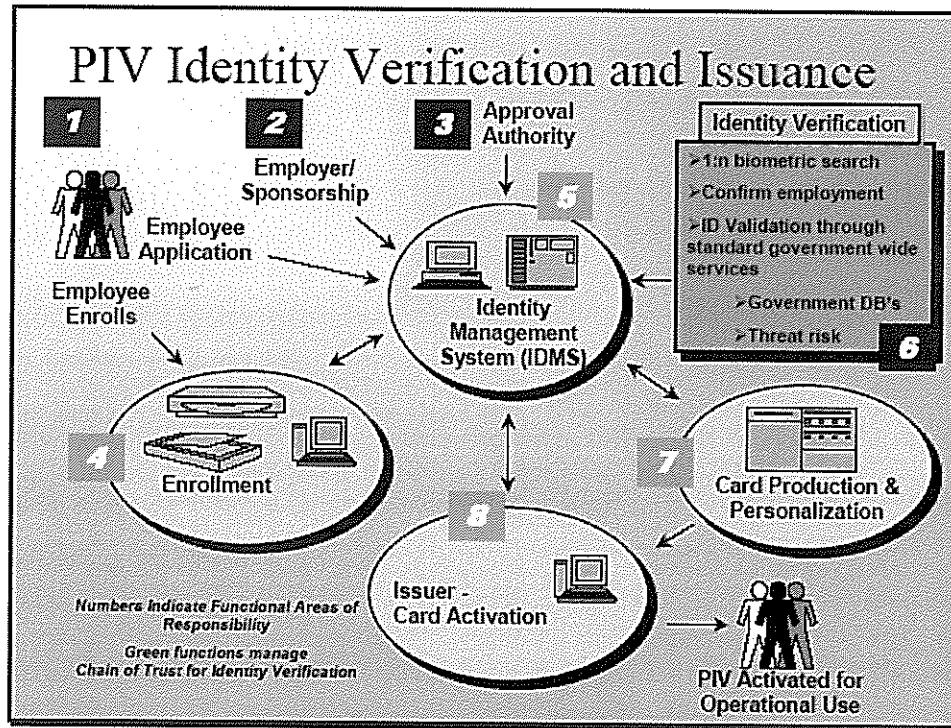 PIV Identity Verification and Issuance
1
2
3
Approval
Authority
Employer/
Sponsorship
Employee
Application
Employee
Enrolls
Identity Verification
➢1:n biometric search
➢Confirm employment
➢ID Validation through
standard government wide
services
➢Government DB's
➢Threat risk
6
5
Identity
Management
System (IDMS)
4
Enrollment
7
Card Production &
Personalization
8
Issuer -
Card Activation
Numbers Indicate Functional Areas of
Responsibility
Green functions manage
Chain of Trust for Identity Verification
PIV Activated for
Operational Use